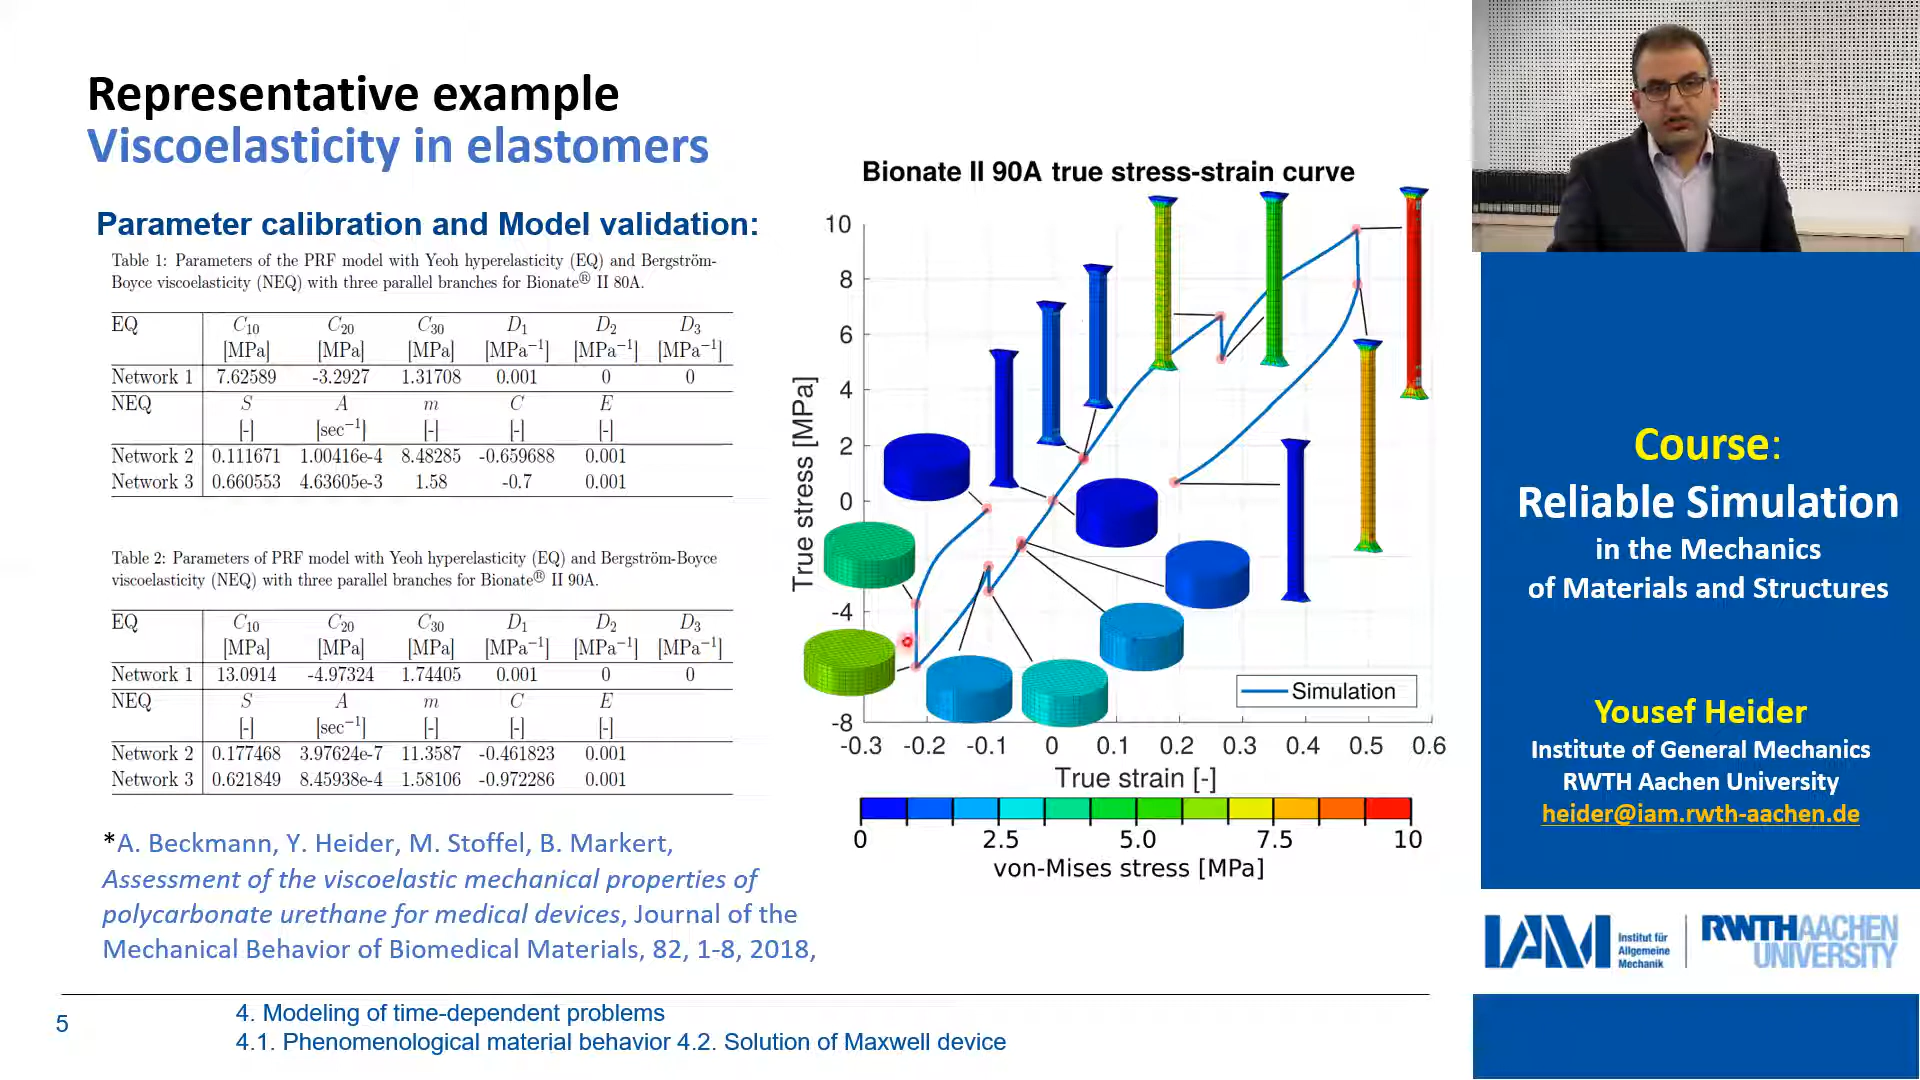 Representative example
Viscoelasticity in elastomers
Parameter calibration and Model validation:
Table 1: Parameters of the PRF model with Yeoh hyperelasticity (EQ) and Bergström-
Boyce viscoelasticity (NEQ) with three parallel branches for Bionate® II 80A.
EQ C10 C20 C30 D1 D2 D3
[MPa] [MPa] [MPa] [MPa−1] [MPa−1] [MPa−1]
Network 1 7.62589 -3.2927 1.31708 0.001 0 0
NEQ S A m C E
[-] [sec−1] [-] [-] [-]
Network 2 0.111671 1.00416e-4 8.48285 -0.659688 0.001
Network 3 0.660553 4.63605e-3 1.58 -0.7 0.001
Table 2: Parameters of PRF model with Yeoh hyperelasticity (EQ) and Bergström-Boyce
viscoelasticity (NEQ) with three parallel branches for Bionate® II 90A.
EQ C10 C20 C30 D1 D2 D3
[MPa] [MPa] [MPa] [MPa−1] [MPa−1] [MPa−1]
Network 1 13.0914 -4.97324 1.74405 0.001 0 0
NEQ S A m C E
[-] [sec−1] [-] [-] [-]
Network 2 0.177468 3.97624e-7 11.3587 -0.461823 0.001
Network 3 0.621849 8.45938e-4 1.58106 -0.972286 0.001
*A. Beckmann, Y. Heider, M. Stoffel, B. Markert,
Assessment of the viscoelastic mechanical properties of
polycarbonate urethane for medical devices, Journal of the
Mechanical Behavior of Biomedical Materials, 82, 1-8, 2018,
Bionate II 90A true stress-strain curve
True stress [MPa]
10
8
6
4
2
0
-4
-8
Simulation
-0.3 -0.2 -0.1 0 0.1 0.2 0.3 0.4 0.5 0.6
True strain [-]
0 2.5 5.0 7.5 10
von-Mises stress [MPa]
Course:
Reliable Simulation
in the Mechanics
of Materials and Structures
Yousef Heider
Institute of General Mechanics
RWTH Aachen University
heider@iam.rwth-aachen.de
IAM
Institut für
Allgemeine
Mechanik
RWTHAACHEN
UNIVERSITY
5
4. Modeling of time-dependent problems
4.1. Phenomenological material behavior 4.2. Solution of Maxwell device